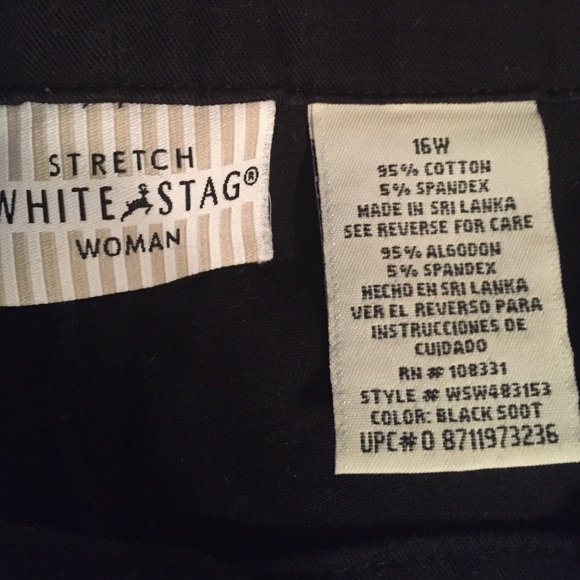 STRETCH
WHITE STAG®
WOMAN
16W
95% COTTON
5% SPANDEX
MADE IN SRI LANKA
SEE REVERSE FOR CARE
95% ALGODON
5% SPANDEX
HECHO EN SRI LANKA
VER EL REVERSO PARA
INSTRUCCIONES DE
CUIDADO
RN # 108331
STYLE # WSW483153
COLOR: BLACK SOOT
UPC# 0 8711973236